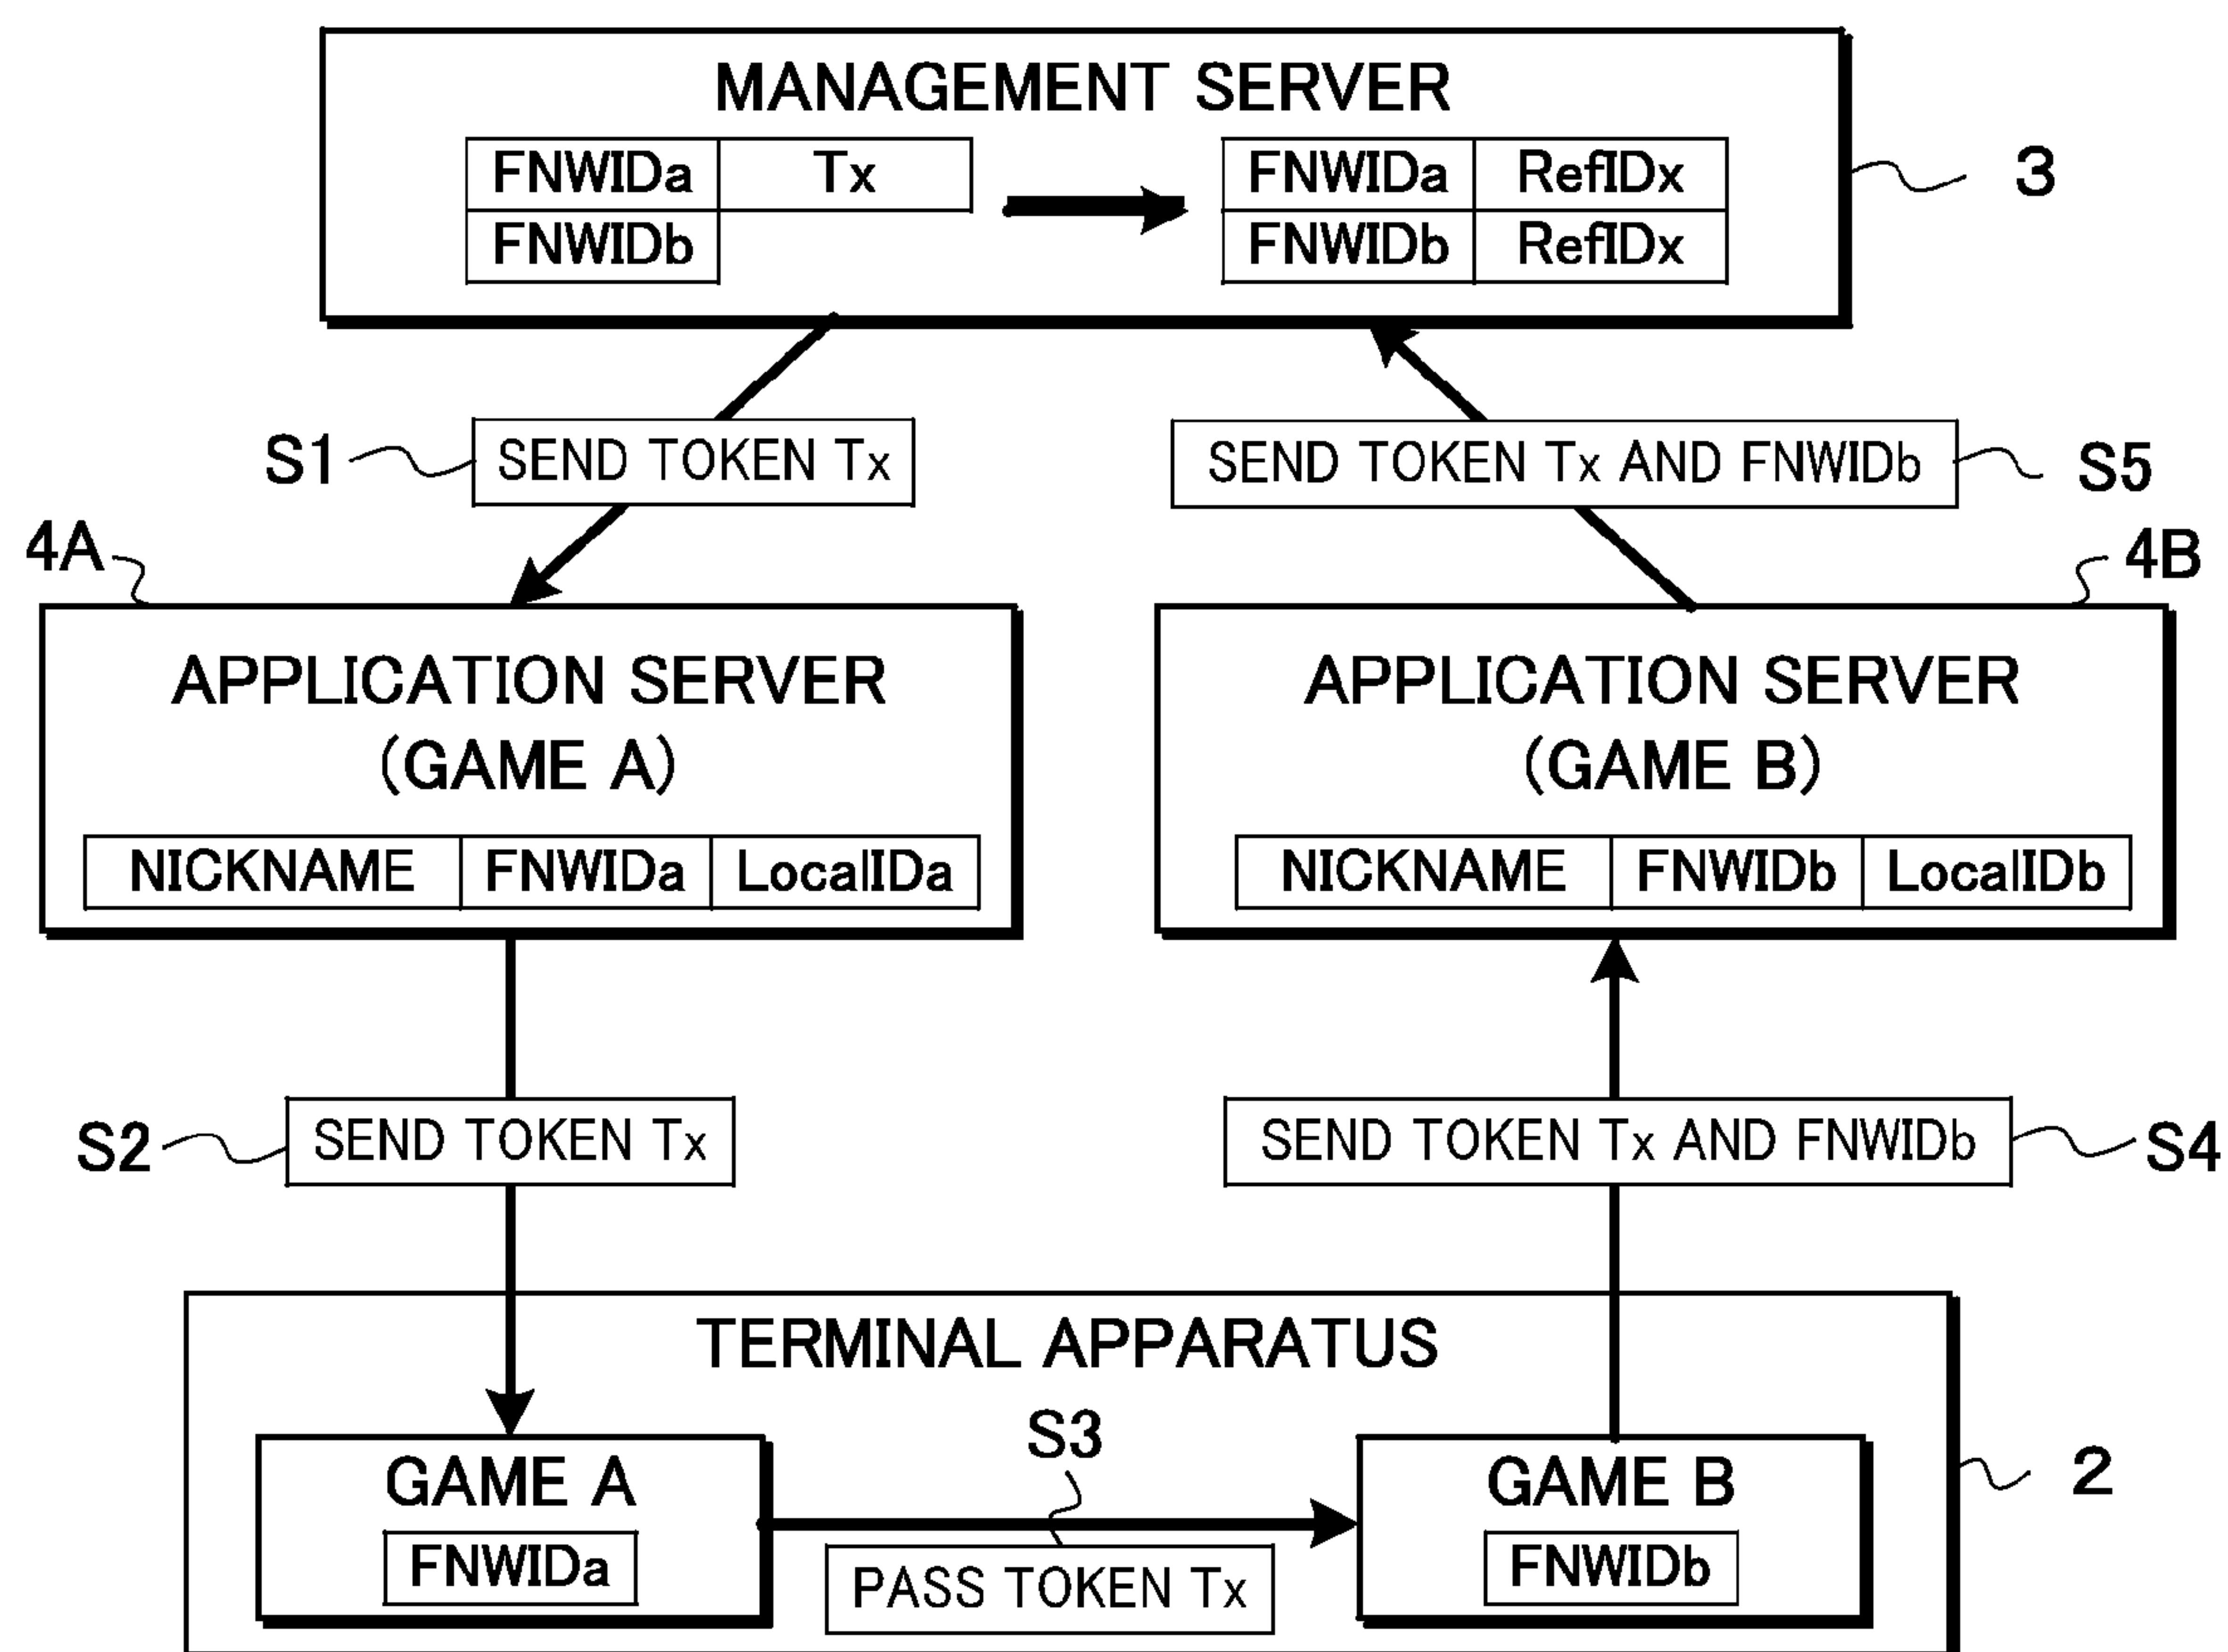 MANAGEMENT SERVER
FNWIDa Tx
FNWIDb
FNWIDa RefIDx
FNWIDb RefIDx
3
S1
SEND TOKEN Tx
SEND TOKEN Tx AND FNWIDb
S5
4A
4B
APPLICATION SERVER
(GAME A)
NICKNAME FNWIDa LocalIDa
APPLICATION SERVER
(GAME B)
NICKNAME FNWIDb LocalIDb
S2
SEND TOKEN Tx
SEND TOKEN Tx AND FNWIDb
S4
TERMINAL APPARATUS
2
GAME A
FNWIDa
S3
PASS TOKEN Tx
GAME B
FNWIDb